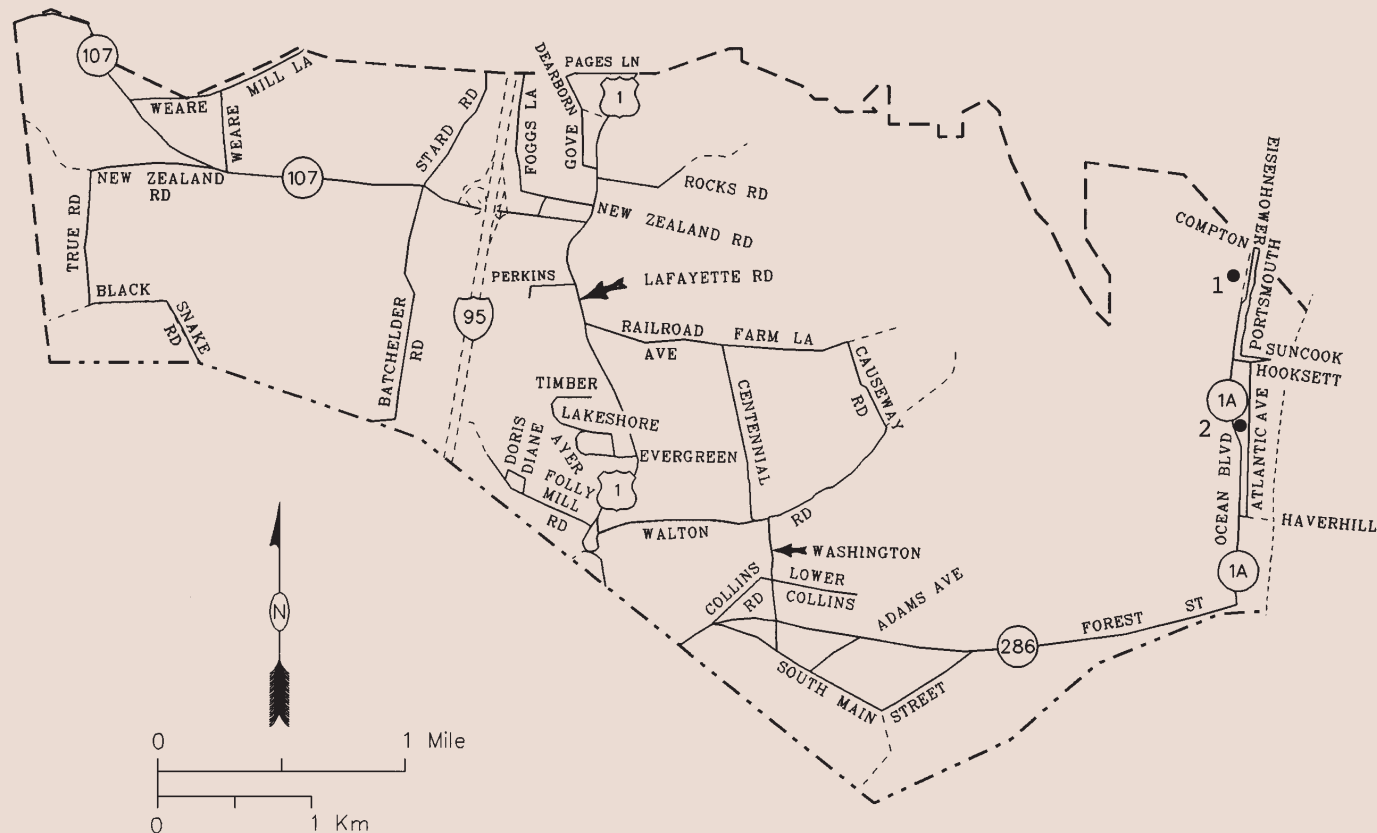 107
PAGES LN
DEARBORN
1
MILL LA
WEARE
WEARE
STARD RD
FOGGS LA
GOVE
EISENHOWER
107
ROCKS RD
NEW ZEALAND
RD
NEW ZEALAND RD
COMPTON
TRUE RD
PERKINS
LAFAYETTE RD
1
PORTSMOUTH
BLACK
SNAKE
RD
95
RAILROAD
AVE
FARM LA
SUNCOOK
HOOKSETT
BATCHELDER
RD
CAUSEWAY
RD
TIMBER
LAKESHORE
CENTENNIAL
1A
2
ATLANTIC AVE
OCEAN BLVD
DORIS
DIANE
AYER
EVERGREEN
FOLLY
MILL
RD
1
WALTON
RD
HAVERHILL
WASHINGTON
1A
COLLINS
RD
LOWER
COLLINS
ADAMS AVE
N
FOREST ST
286
SOUTH MAIN
STREET
0 1 Mile
0 1 Km